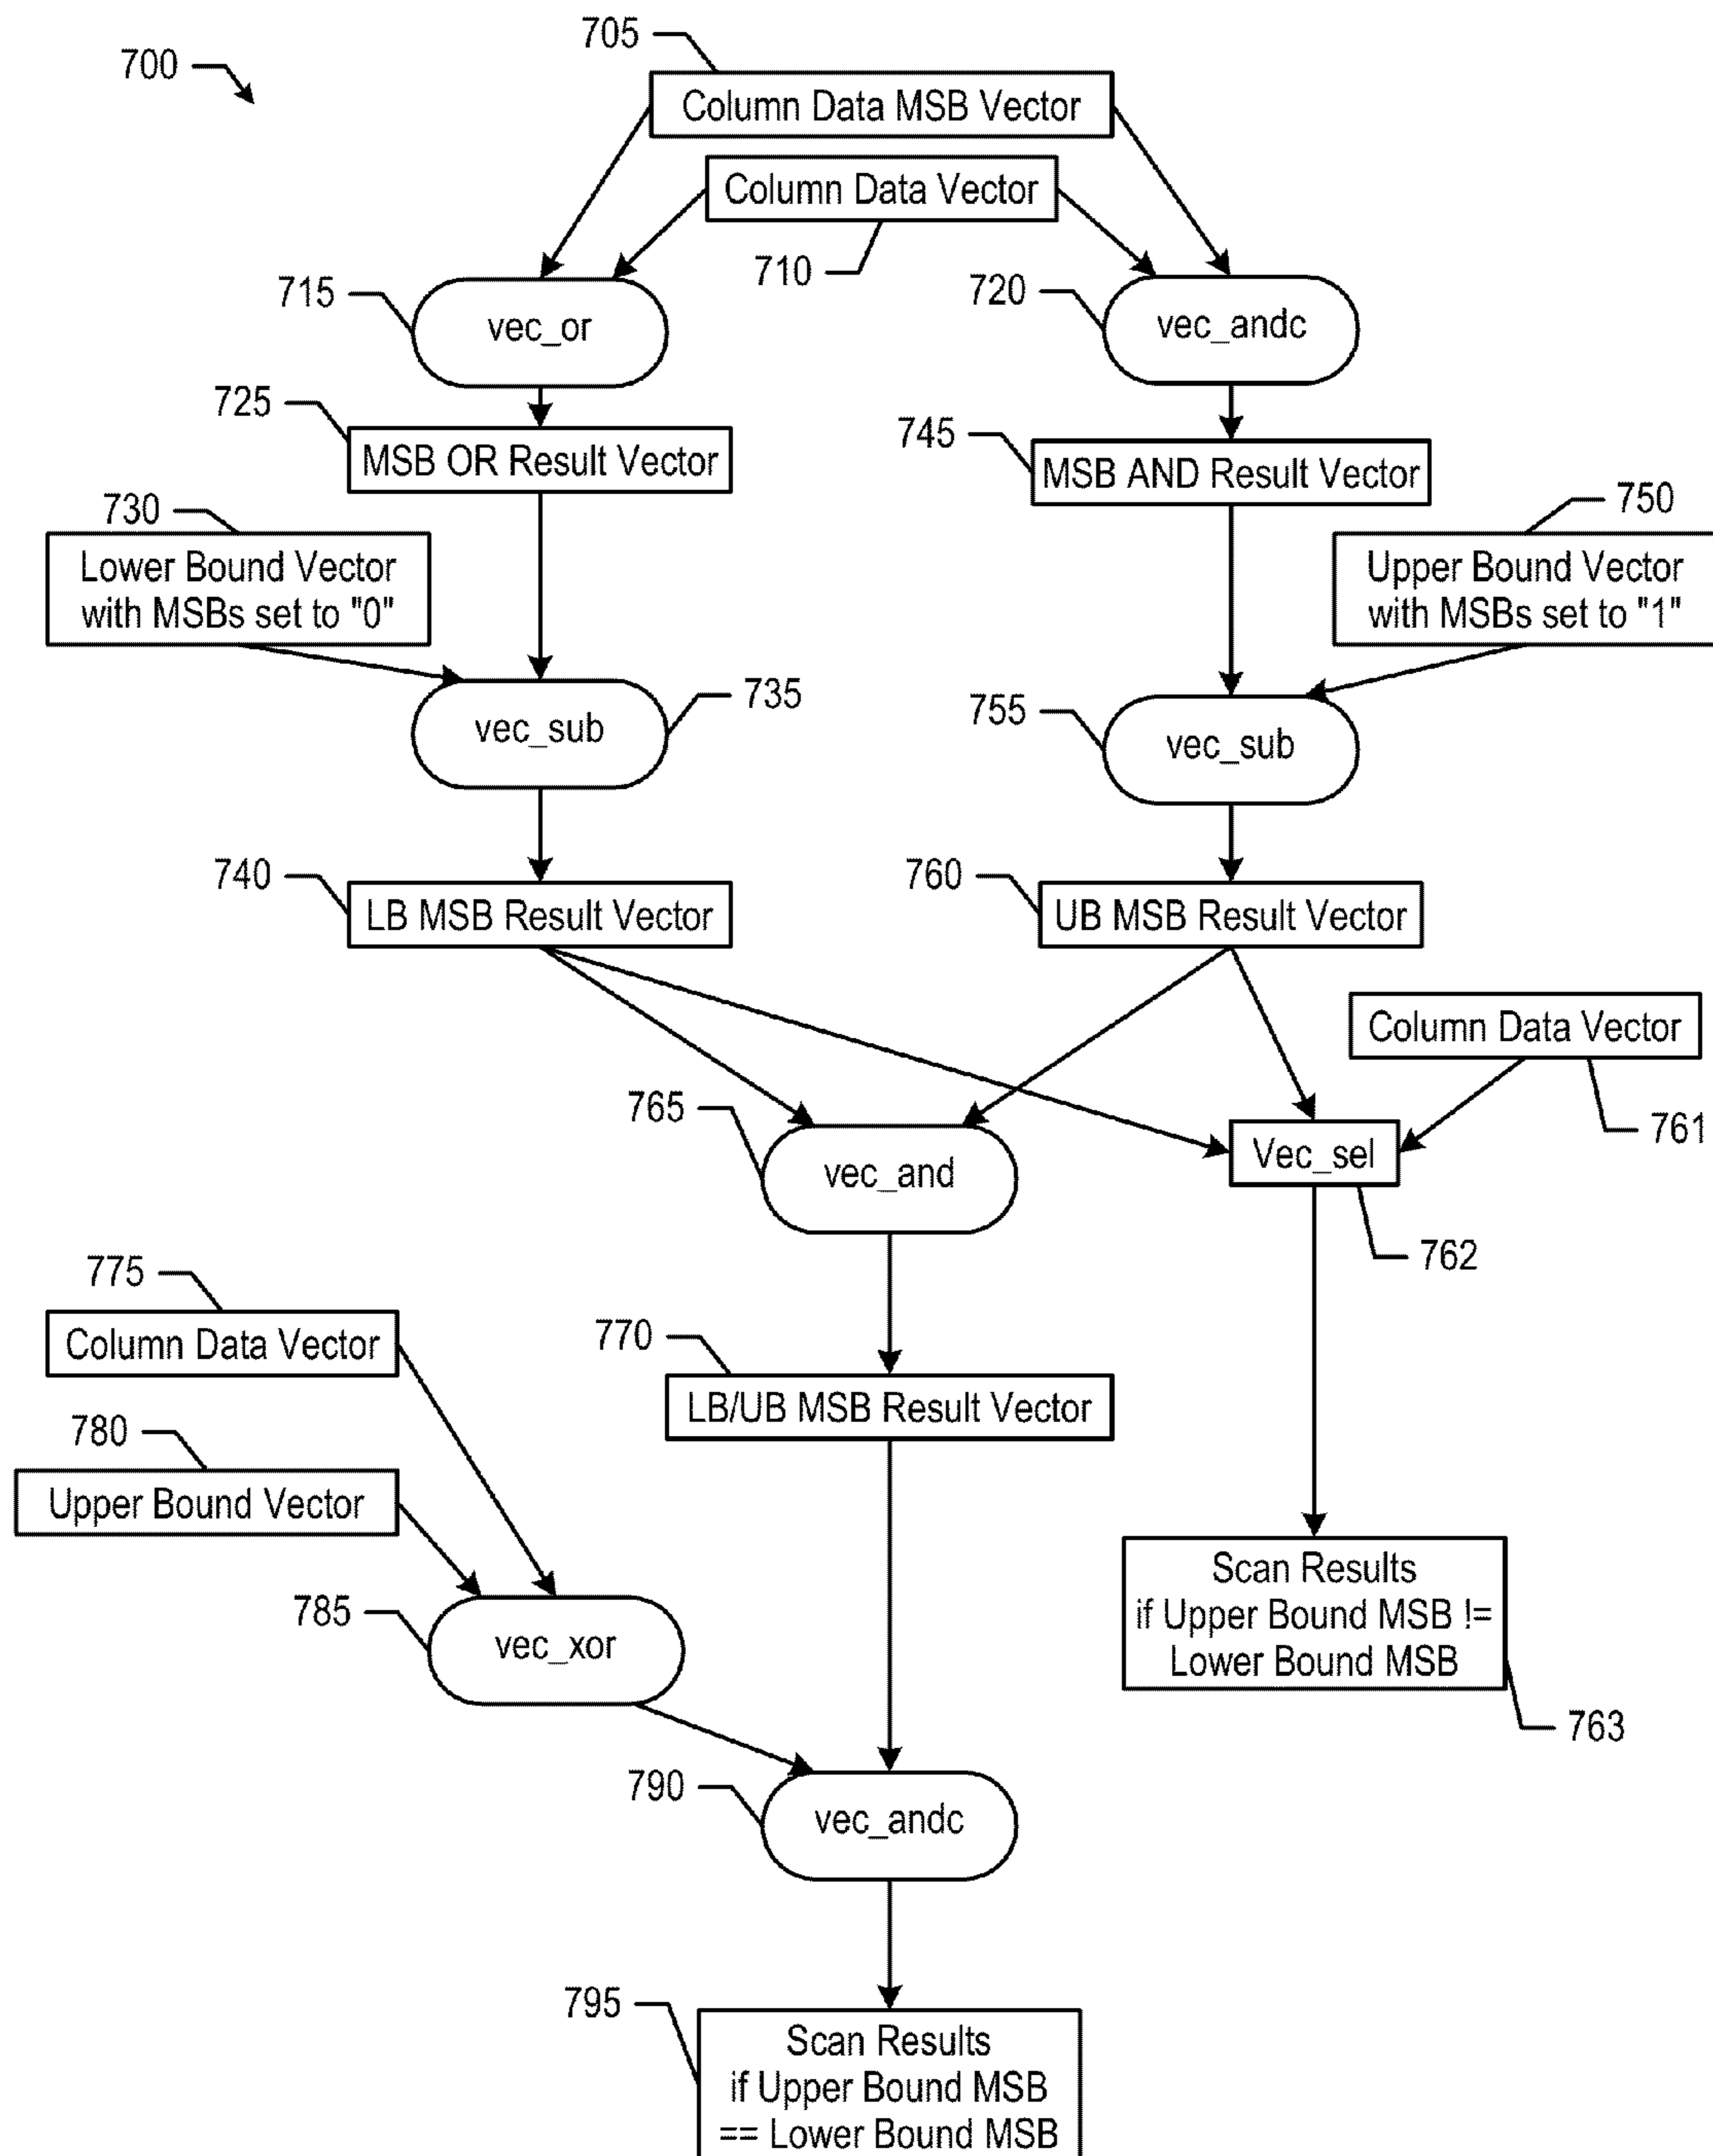 705
700
Column Data MSB Vector
Column Data Vector
710
715
720
vec_or
vec_andc
725
745
MSB OR Result Vector
MSB AND Result Vector
730
750
Lower Bound Vector
with MSBs set to "0"
Upper Bound Vector
with MSBs set to "1"
735
755
vec_sub
vec_sub
740
760
LB MSB Result Vector
UB MSB Result Vector
Column Data Vector
765
761
vec_and
Vec_sel
762
775
Column Data Vector
770
LB/UB MSB Result Vector
780
Upper Bound Vector
785
vec_xor
Scan Results
if Upper Bound MSB !=
Lower Bound MSB
763
790
vec_andc
795
Scan Results
if Upper Bound MSB
== Lower Bound MSB